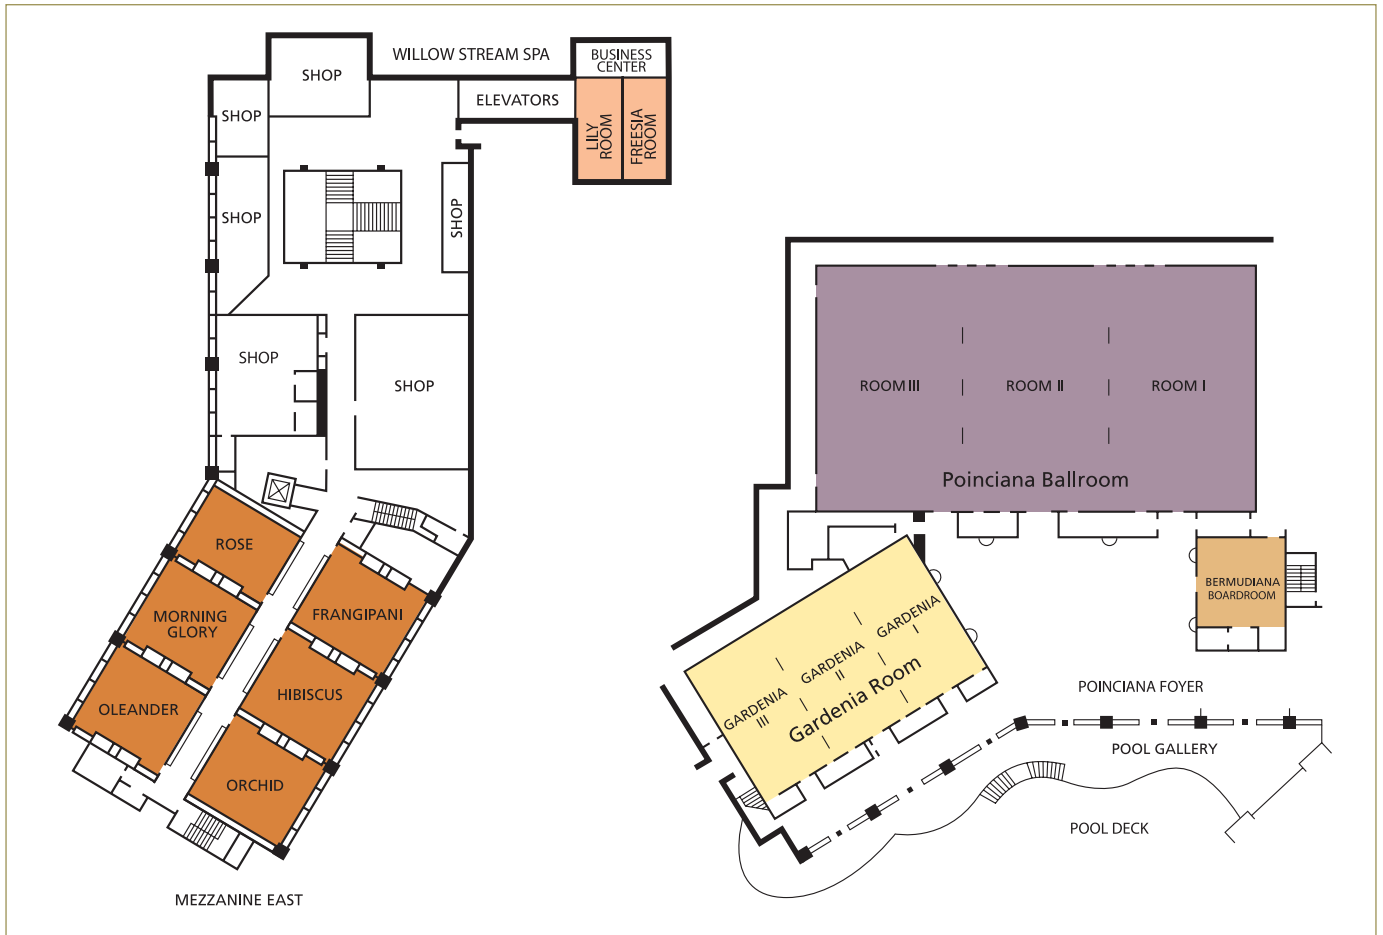 WILLOW STREAM SPA
BUSINESS
CENTER
SHOP
ELEVATORS
SHOP
LILY
ROOM
FREESIA
ROOM
SHOP
SHOP
SHOP
SHOP
ROSE
MORNING
GLORY
OLEANDER
FRANGIPANI
HIBISCUS
ORCHID
MEZZANINE EAST
ROOM III
ROOM II
ROOM I
Poinciana Ballroom
BERMUDIANA
BOARDROOM
GARDENIA
I
GARDENIA
II
GARDENIA
III
Gardenia Room
POINCIANA FOYER
POOL GALLERY
POOL DECK